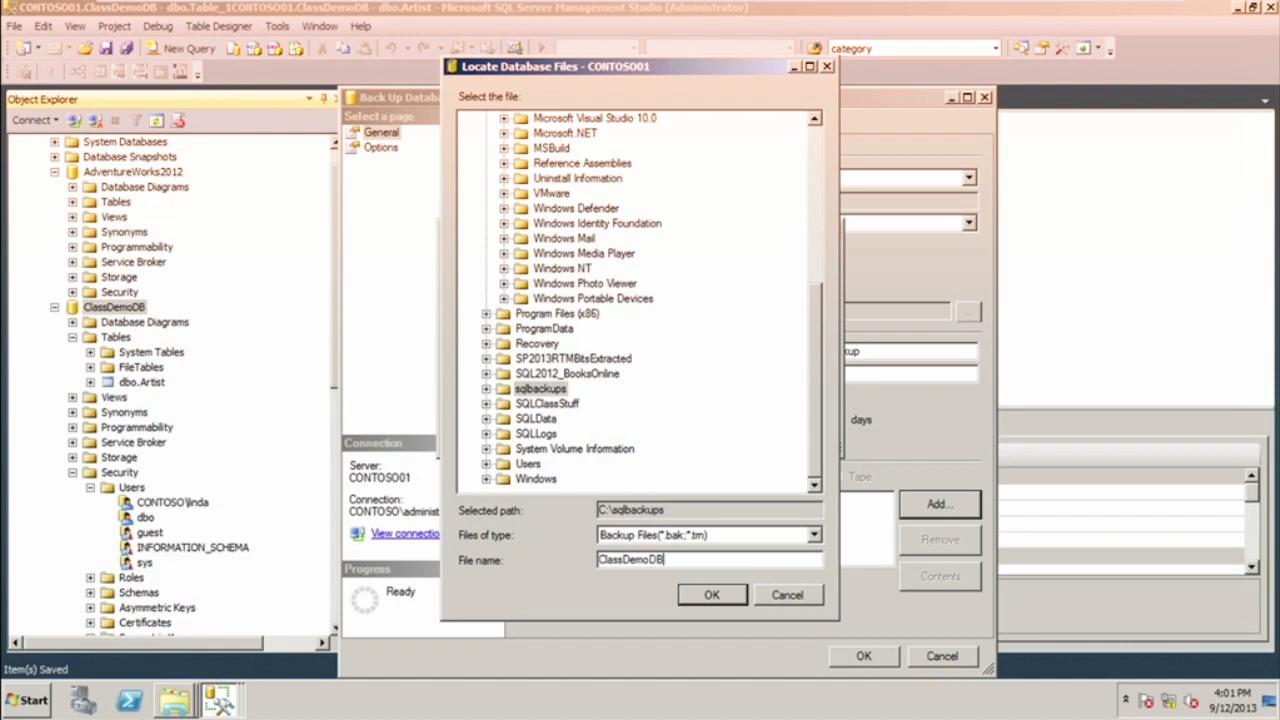 CONTOSO01.ClassDemoDB - dbo.Table_1CONTOSO01.ClassDemoDB - dbo.Artist - Microsoft SQL Server Management Studio (Administrator)
File Edit View Project Debug Table Designer Tools Window Help
New Query
category
Object Explorer
Connect
System Databases
Database Snapshots
AdventureWorks2012
Database Diagrams
Tables
Views
Synonyms
Programmability
Service Broker
Storage
Security
ClassDemoDB
Database Diagrams
Tables
System Tables
FileTables
dbo.Artist
Views
Synonyms
Programmability
Service Broker
Storage
Security
Users
CONTOSO\linda
dbo
guest
INFORMATION_SCHEMA
sys
Roles
Schemas
Asymmetric Keys
Certificates
Item(s) Saved
Back Up Datab
Select a page
General
Options
Connection
Server:
CONTOSO01
Connection:
CONTOSO\administ
View connectio
Progress
Ready
Locate Database Files - CONTOSO01
Select the file:
Microsoft Visual Studio 10.0
Microsoft.NET
MSBuild
Reference Assemblies
Uninstall Information
VMware
Windows Defender
Windows Identity Foundation
Windows Mail
Windows Media Player
Windows NT
Windows Photo Viewer
Windows Portable Devices
Program Files (x86)
ProgramData
Recovery
SP2013RTMBitsExtracted
SQL2012_BooksOnline
sqlbackups
SQLClassStuff
SQLData
SQLLogs
System Volume Information
Users
Windows
Selected path: C:\sqlbackups
Files of type: Backup Files(*.bak;*.trn)
File name: ClassDemoDB
OK Cancel
...
kup
days
Tape
Add...
Remove
Contents
OK Cancel
Start
4:01 PM
9/12/2013